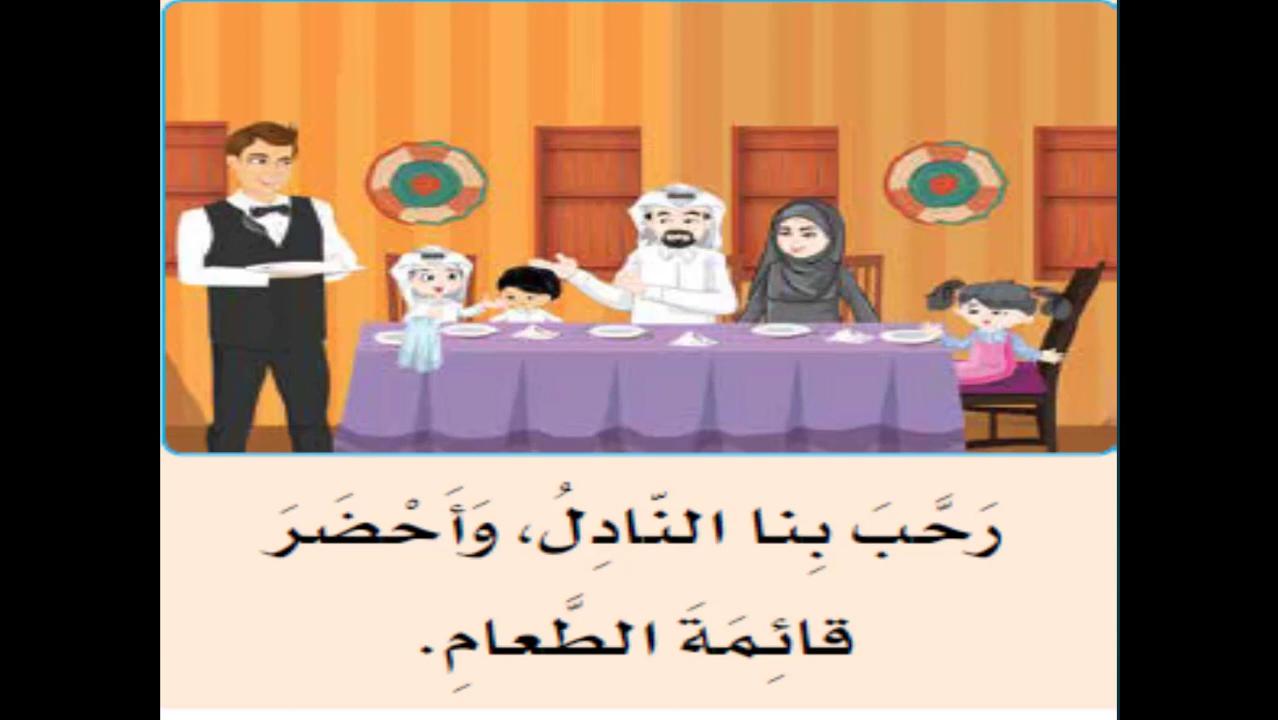 رَحَّبَ بِنا النّادِلُ، وَأَحْضَرَ
قائِمَةَ الطَّعامِ.